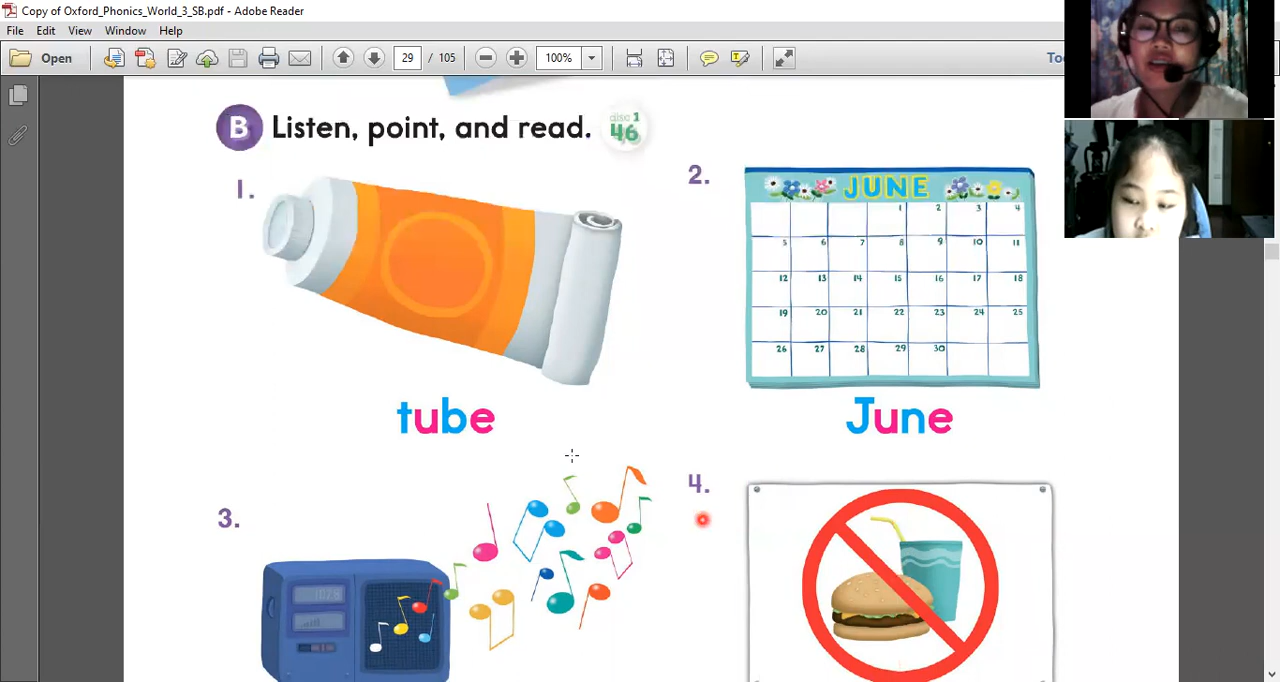 Copy of Oxford_Phonics_World_3_SB.pdf - Adobe Reader
File Edit View Window Help
Open 29 / 105 100%
B Listen, point, and read. disc 1 46
1.
tube
2.
JUNE
1 2 3 4
5 6 7 8 9 10 11
12 13 14 15 16 17 18
19 20 21 22 23 24 25
26 27 28 29 30
June
3.
4.